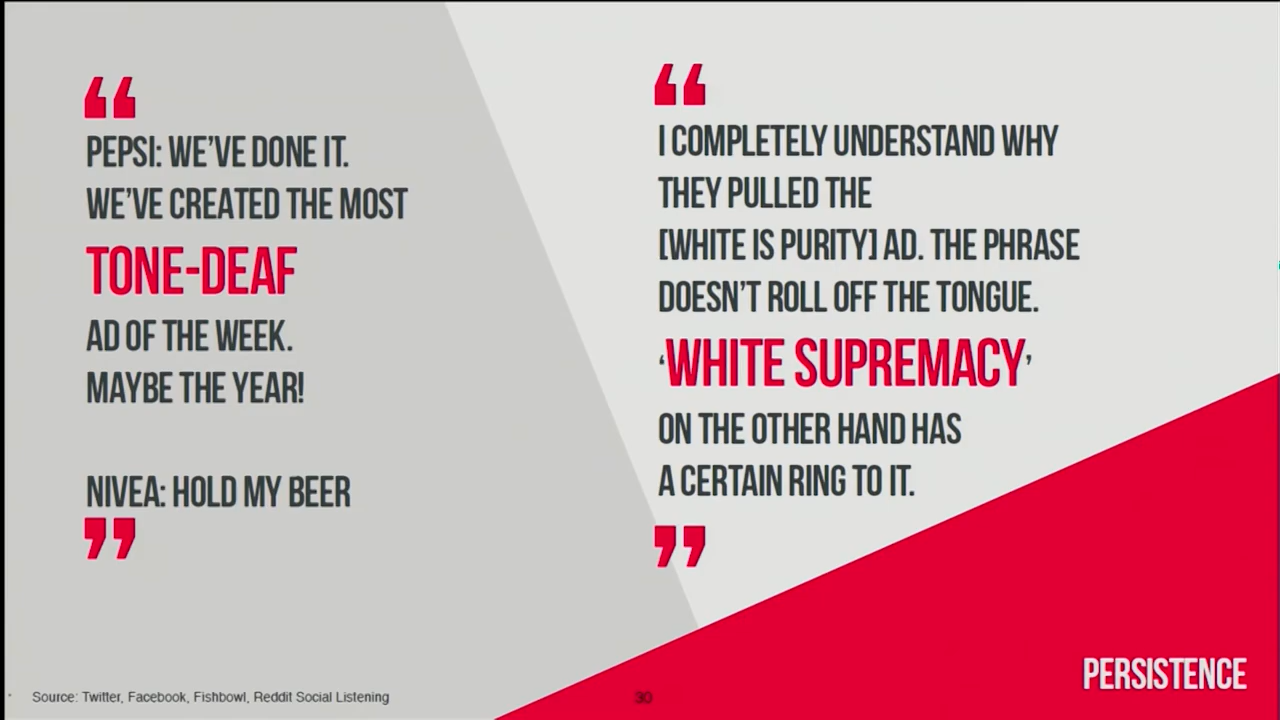 “
PEPSI: WE’VE DONE IT.
WE’VE CREATED THE MOST
TONE-DEAF
AD OF THE WEEK.
MAYBE THE YEAR!
NIVEA: HOLD MY BEER
”
“
I COMPLETELY UNDERSTAND WHY
THEY PULLED THE
[WHITE IS PURITY] AD. THE PHRASE
DOESN’T ROLL OFF THE TONGUE.
‘WHITE SUPREMACY’
ON THE OTHER HAND HAS
A CERTAIN RING TO IT.
”
Source: Twitter, Facebook, Fishbowl, Reddit Social Listening
30
PERSISTENCE